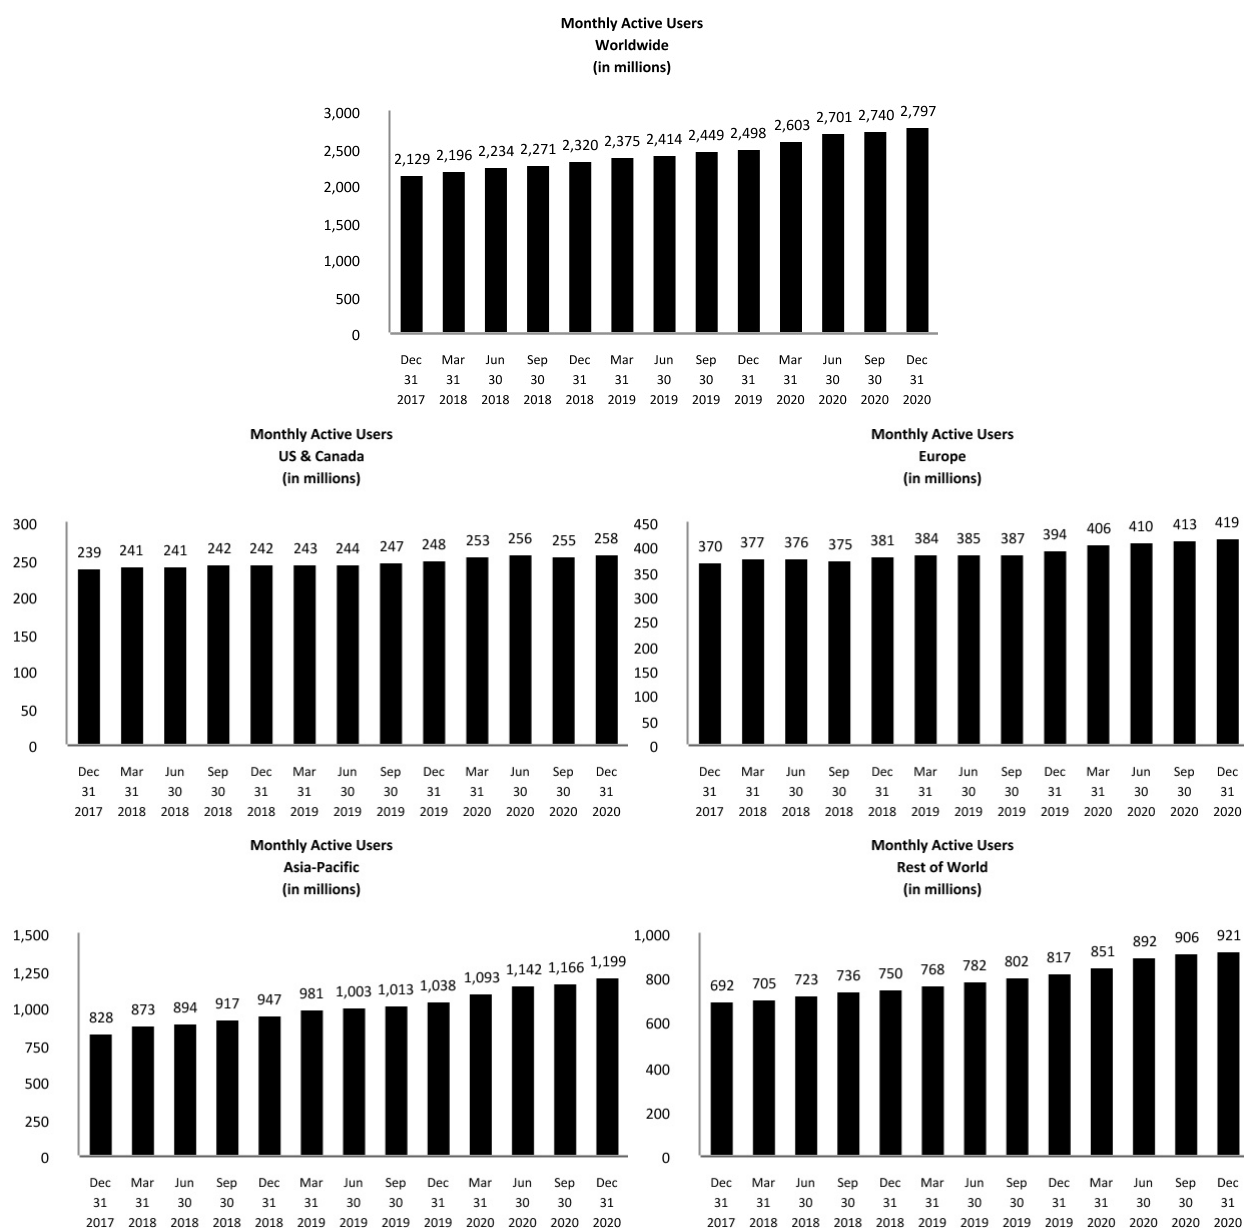 Monthly Active Users
Worldwide
(in millions)
3,000
2,500
2,000
1,500
1,000
500
0
2,129 2,196 2,234 2,271 2,320 2,375 2,414 2,449 2,498 2,603 2,701 2,740 2,797
Dec Mar Jun Sep Dec Mar Jun Sep Dec Mar Jun Sep Dec
31 31 30 30 31 31 30 30 31 31 30 30 31
2017 2018 2018 2018 2018 2019 2019 2019 2019 2020 2020 2020 2020
Monthly Active Users
US & Canada
(in millions)
300
250
200
150
100
50
0
239 241 241 242 242 243 244 247 248 253 256 255 258
Dec Mar Jun Sep Dec Mar Jun Sep Dec Mar Jun Sep Dec
31 31 30 30 31 31 30 30 31 31 30 30 31
2017 2018 2018 2018 2018 2019 2019 2019 2019 2020 2020 2020 2020
Monthly Active Users
Europe
(in millions)
450
400
350
300
250
200
150
100
50
0
370 377 376 375 381 384 385 387 394 406 410 413 419
Dec Mar Jun Sep Dec Mar Jun Sep Dec Mar Jun Sep Dec
31 31 30 30 31 31 30 30 31 31 30 30 31
2017 2018 2018 2018 2018 2019 2019 2019 2019 2020 2020 2020 2020
Monthly Active Users
Asia-Pacific
(in millions)
1,500
1,250
1,000
750
500
250
0
828 873 894 917 947 981 1,003 1,013 1,038 1,093 1,142 1,166 1,199
Dec Mar Jun Sep Dec Mar Jun Sep Dec Mar Jun Sep Dec
31 31 30 30 31 31 30 30 31 31 30 30 31
2017 2018 2018 2018 2018 2019 2019 2019 2019 2020 2020 2020 2020
Monthly Active Users
Rest of World
(in millions)
1,000
800
600
400
200
0
692 705 723 736 750 768 782 802 817 851 892 906 921
Dec Mar Jun Sep Dec Mar Jun Sep Dec Mar Jun Sep Dec
31 31 30 30 31 31 30 30 31 31 30 30 31
2017 2018 2018 2018 2018 2019 2019 2019 2019 2020 2020 2020 2020